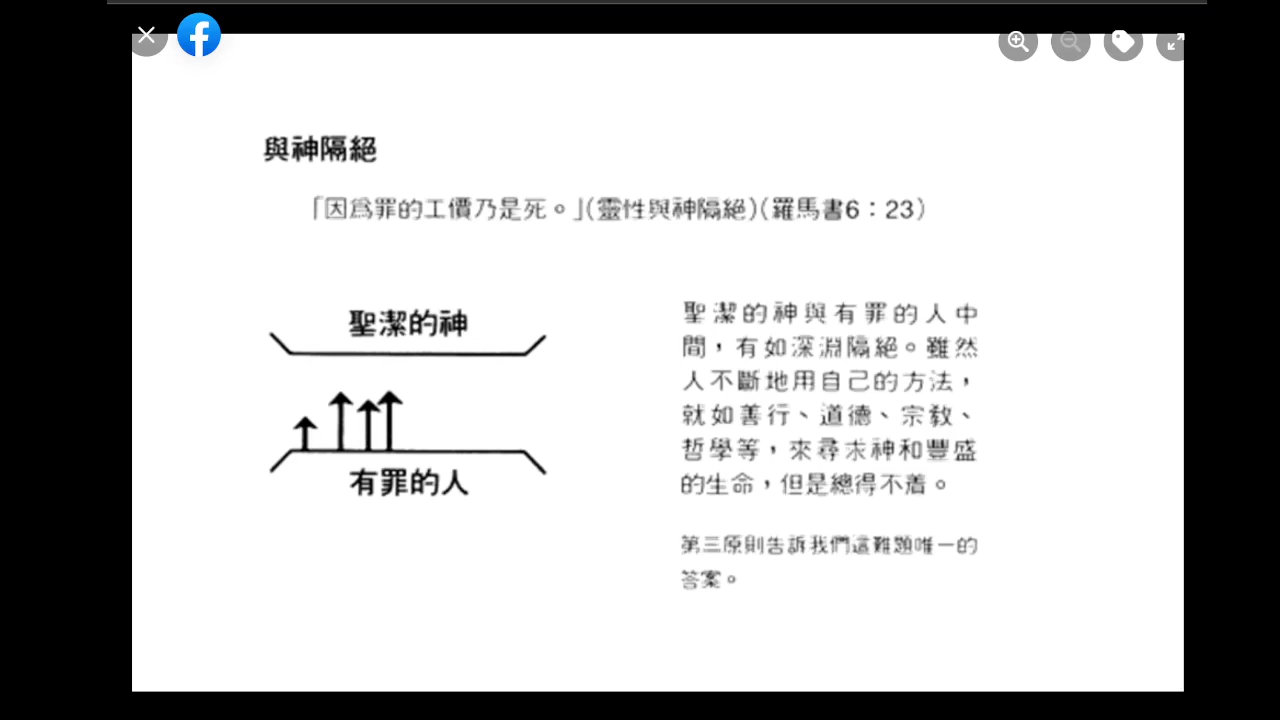 與神隔絕
「因爲罪的工價乃是死。」(靈性與神隔絕)(羅馬書6：23)
聖潔的神
有罪的人
聖潔的神與有罪的人中
間，有如深淵隔絕。雖然
人不斷地用自己的方法，
就如善行、道德、宗教、
哲學等，來尋求神和豐盛
的生命，但是總得不着。
第三原則告訴我們這難題唯一的
答案。